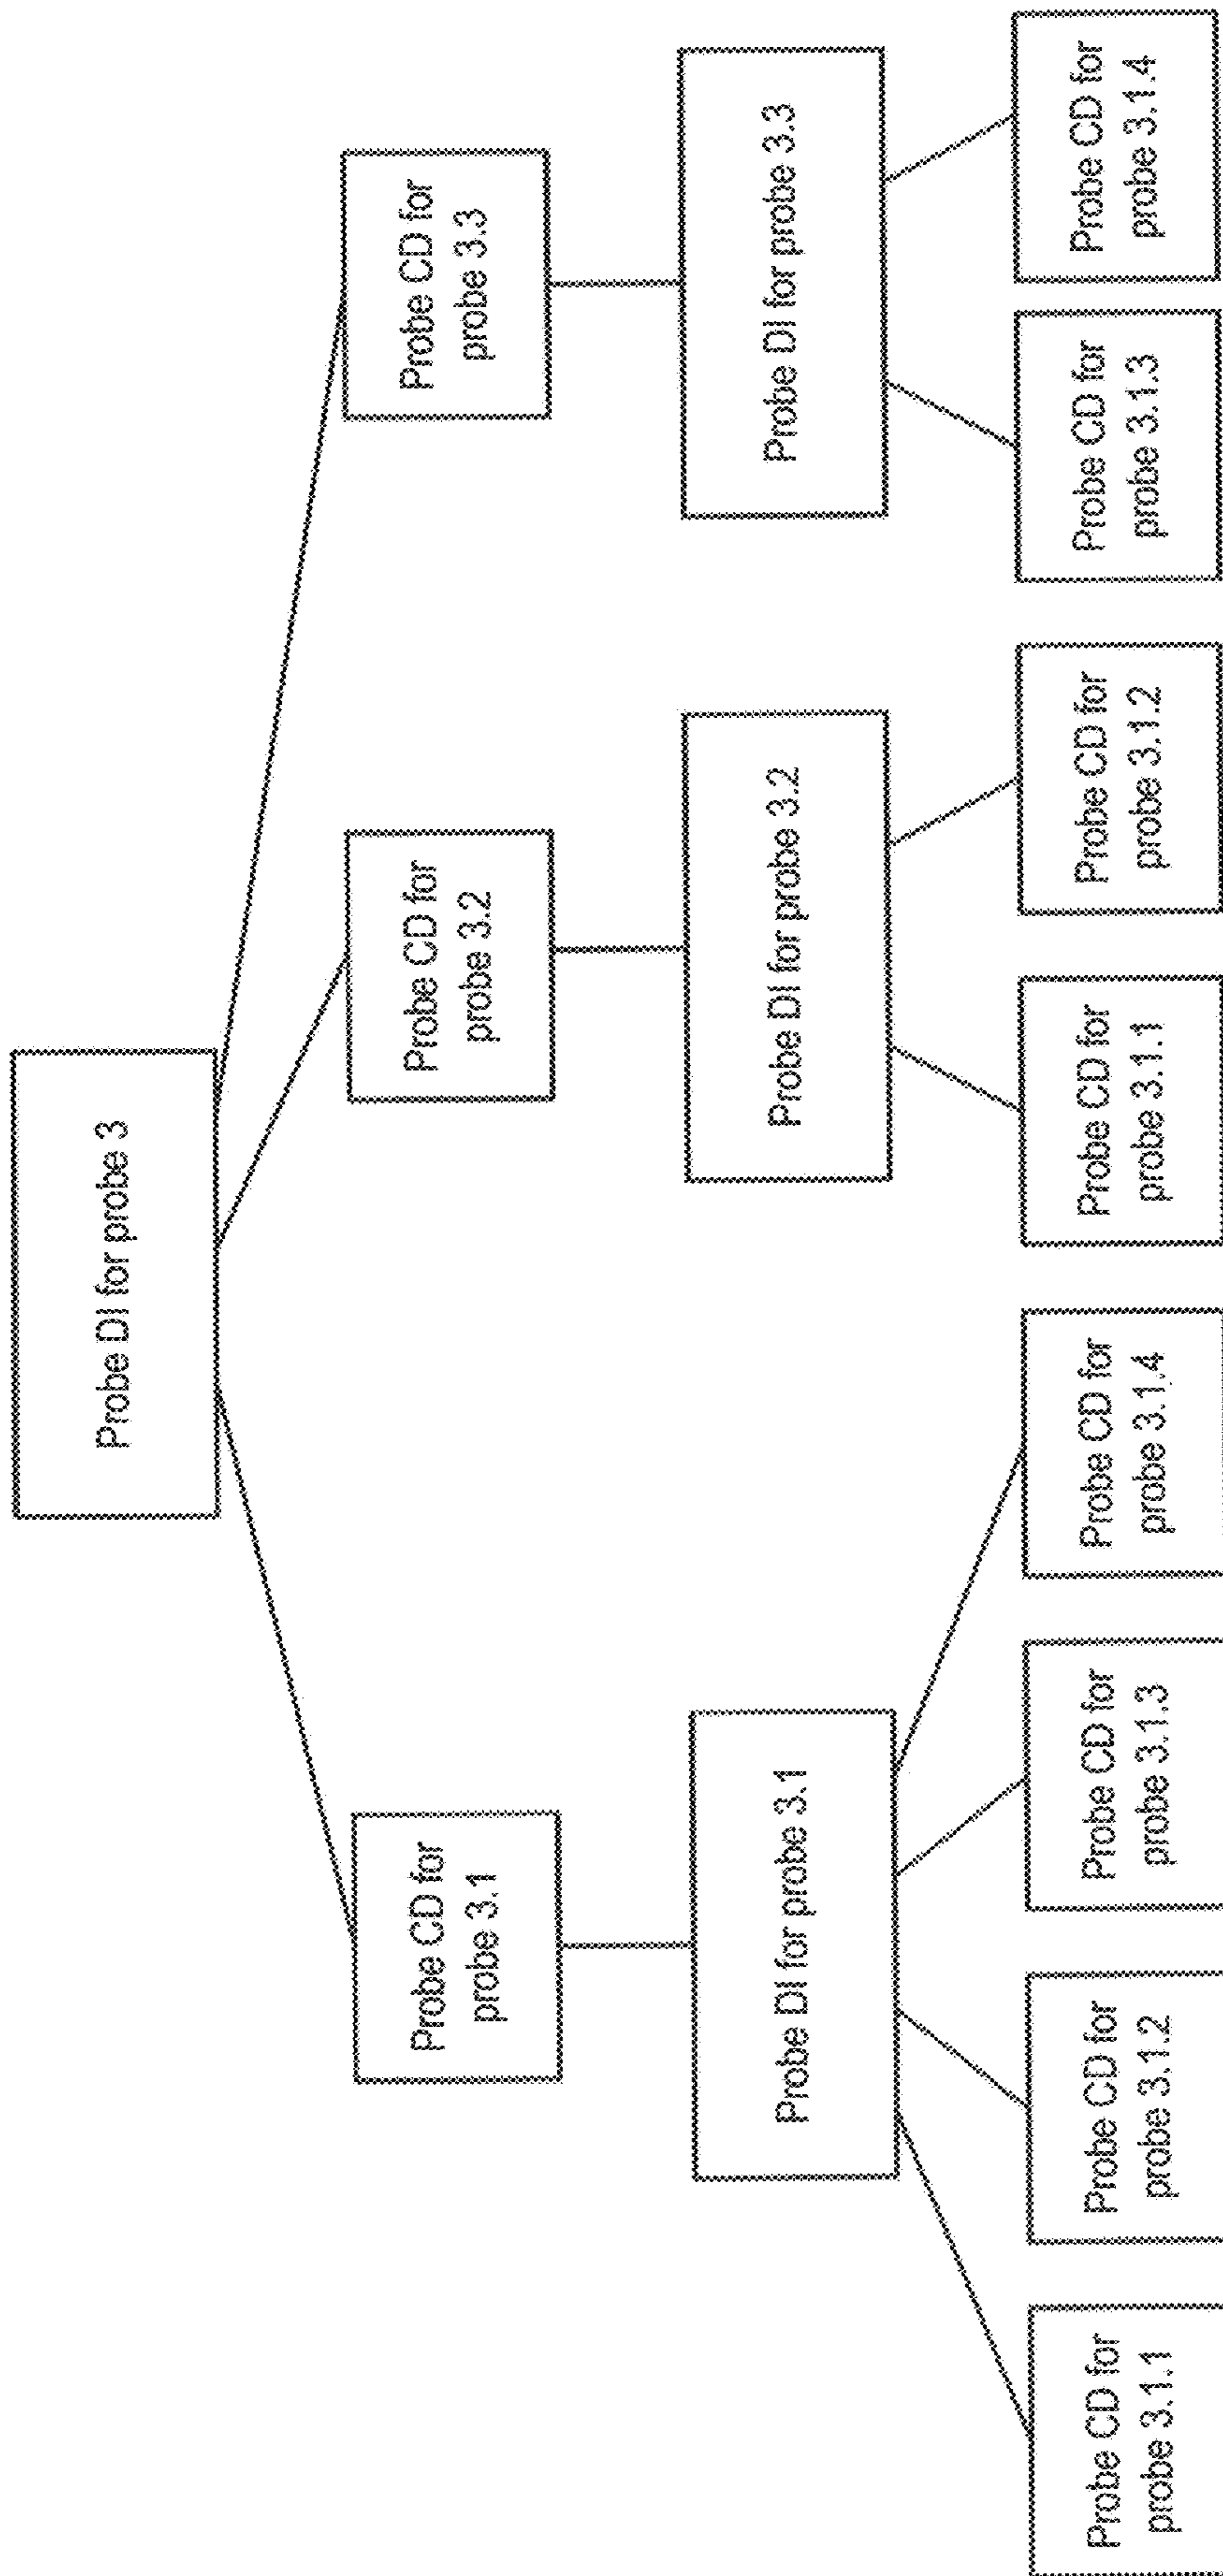 Probe DI for probe 3
Probe CD for
probe 3.1
Probe CD for
probe 3.2
Probe CD for
probe 3.3
Probe DI for probe 3.1
Probe DI for probe 3.2
Probe DI for probe 3.3
Probe CD for
probe 3.1.1
Probe CD for
probe 3.1.2
Probe CD for
probe 3.1.3
Probe CD for
probe 3.1.4
Probe CD for
probe 3.1.1
Probe CD for
probe 3.1.2
Probe CD for
probe 3.1.3
Probe CD for
probe 3.1.4